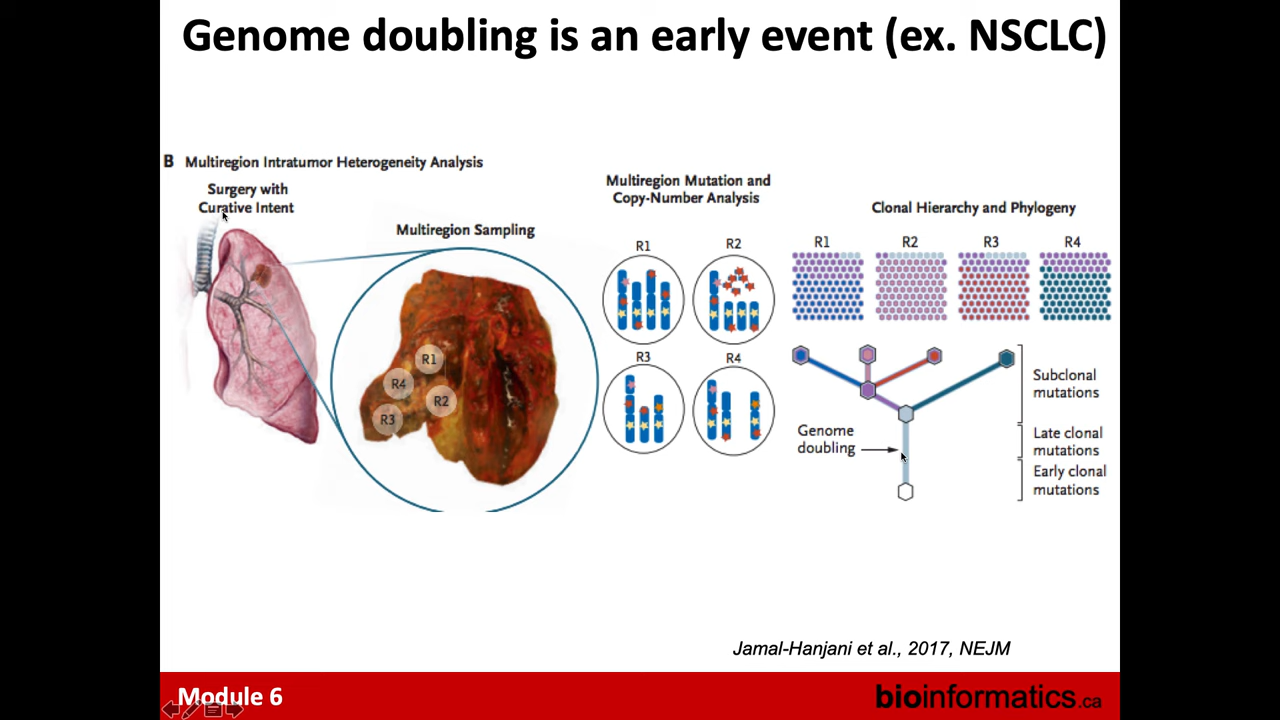 Genome doubling is an early event (ex. NSCLC)
B Multiregion Intratumor Heterogeneity Analysis
Surgery with
Curative Intent
Multiregion Sampling
R1
R4
R2
R3
Multiregion Mutation and
Copy-Number Analysis
R1
R2
R3
R4
Clonal Hierarchy and Phylogeny
R1
R2
R3
R4
Genome
doubling
Subclonal
mutations
Late clonal
mutations
Early clonal
mutations
Jamal-Hanjani et al., 2017, NEJM
Module 6
bioinformatics.ca